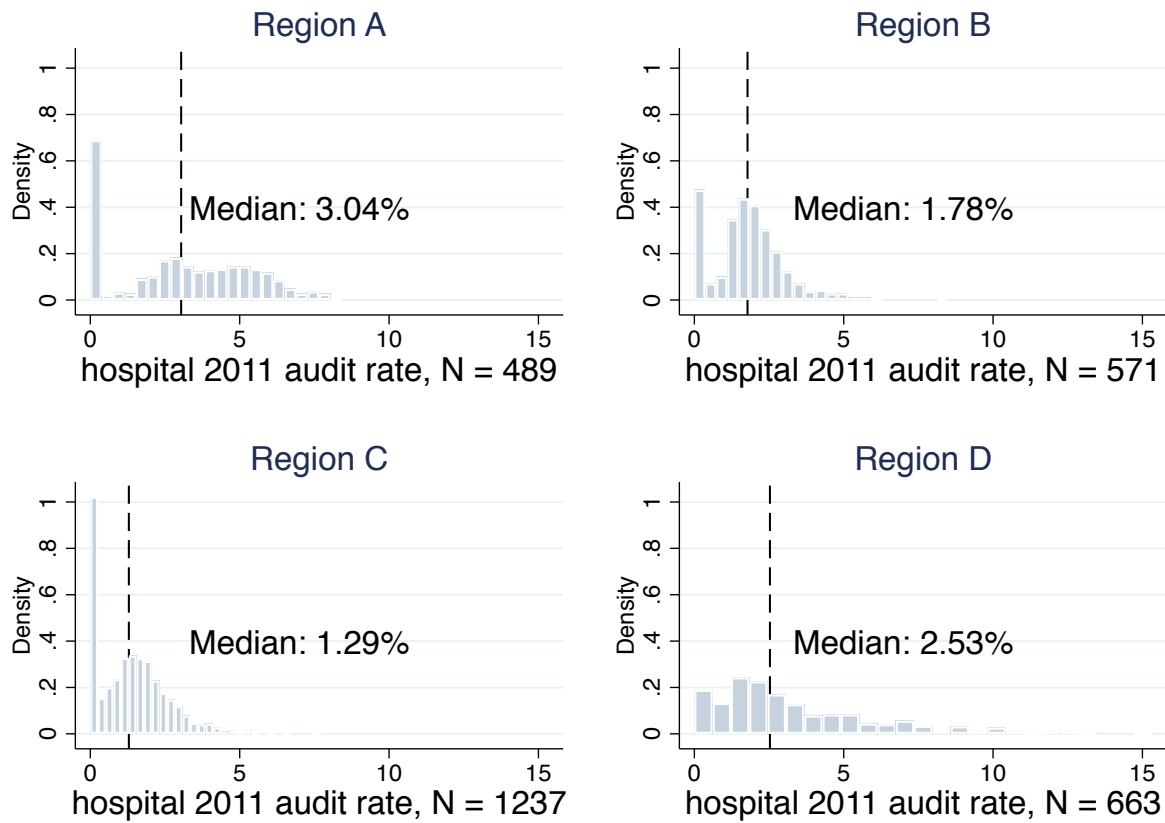 Region A
Density
0 .2 .4 .6 .8 1
Median: 3.04%
0 5 10 15
hospital 2011 audit rate, N = 489
Region B
Density
0 .2 .4 .6 .8 1
Median: 1.78%
0 5 10 15
hospital 2011 audit rate, N = 571
Region C
Density
0 .2 .4 .6 .8 1
Median: 1.29%
0 5 10 15
hospital 2011 audit rate, N = 1237
Region D
Density
0 .2 .4 .6 .8 1
Median: 2.53%
0 5 10 15
hospital 2011 audit rate, N = 663